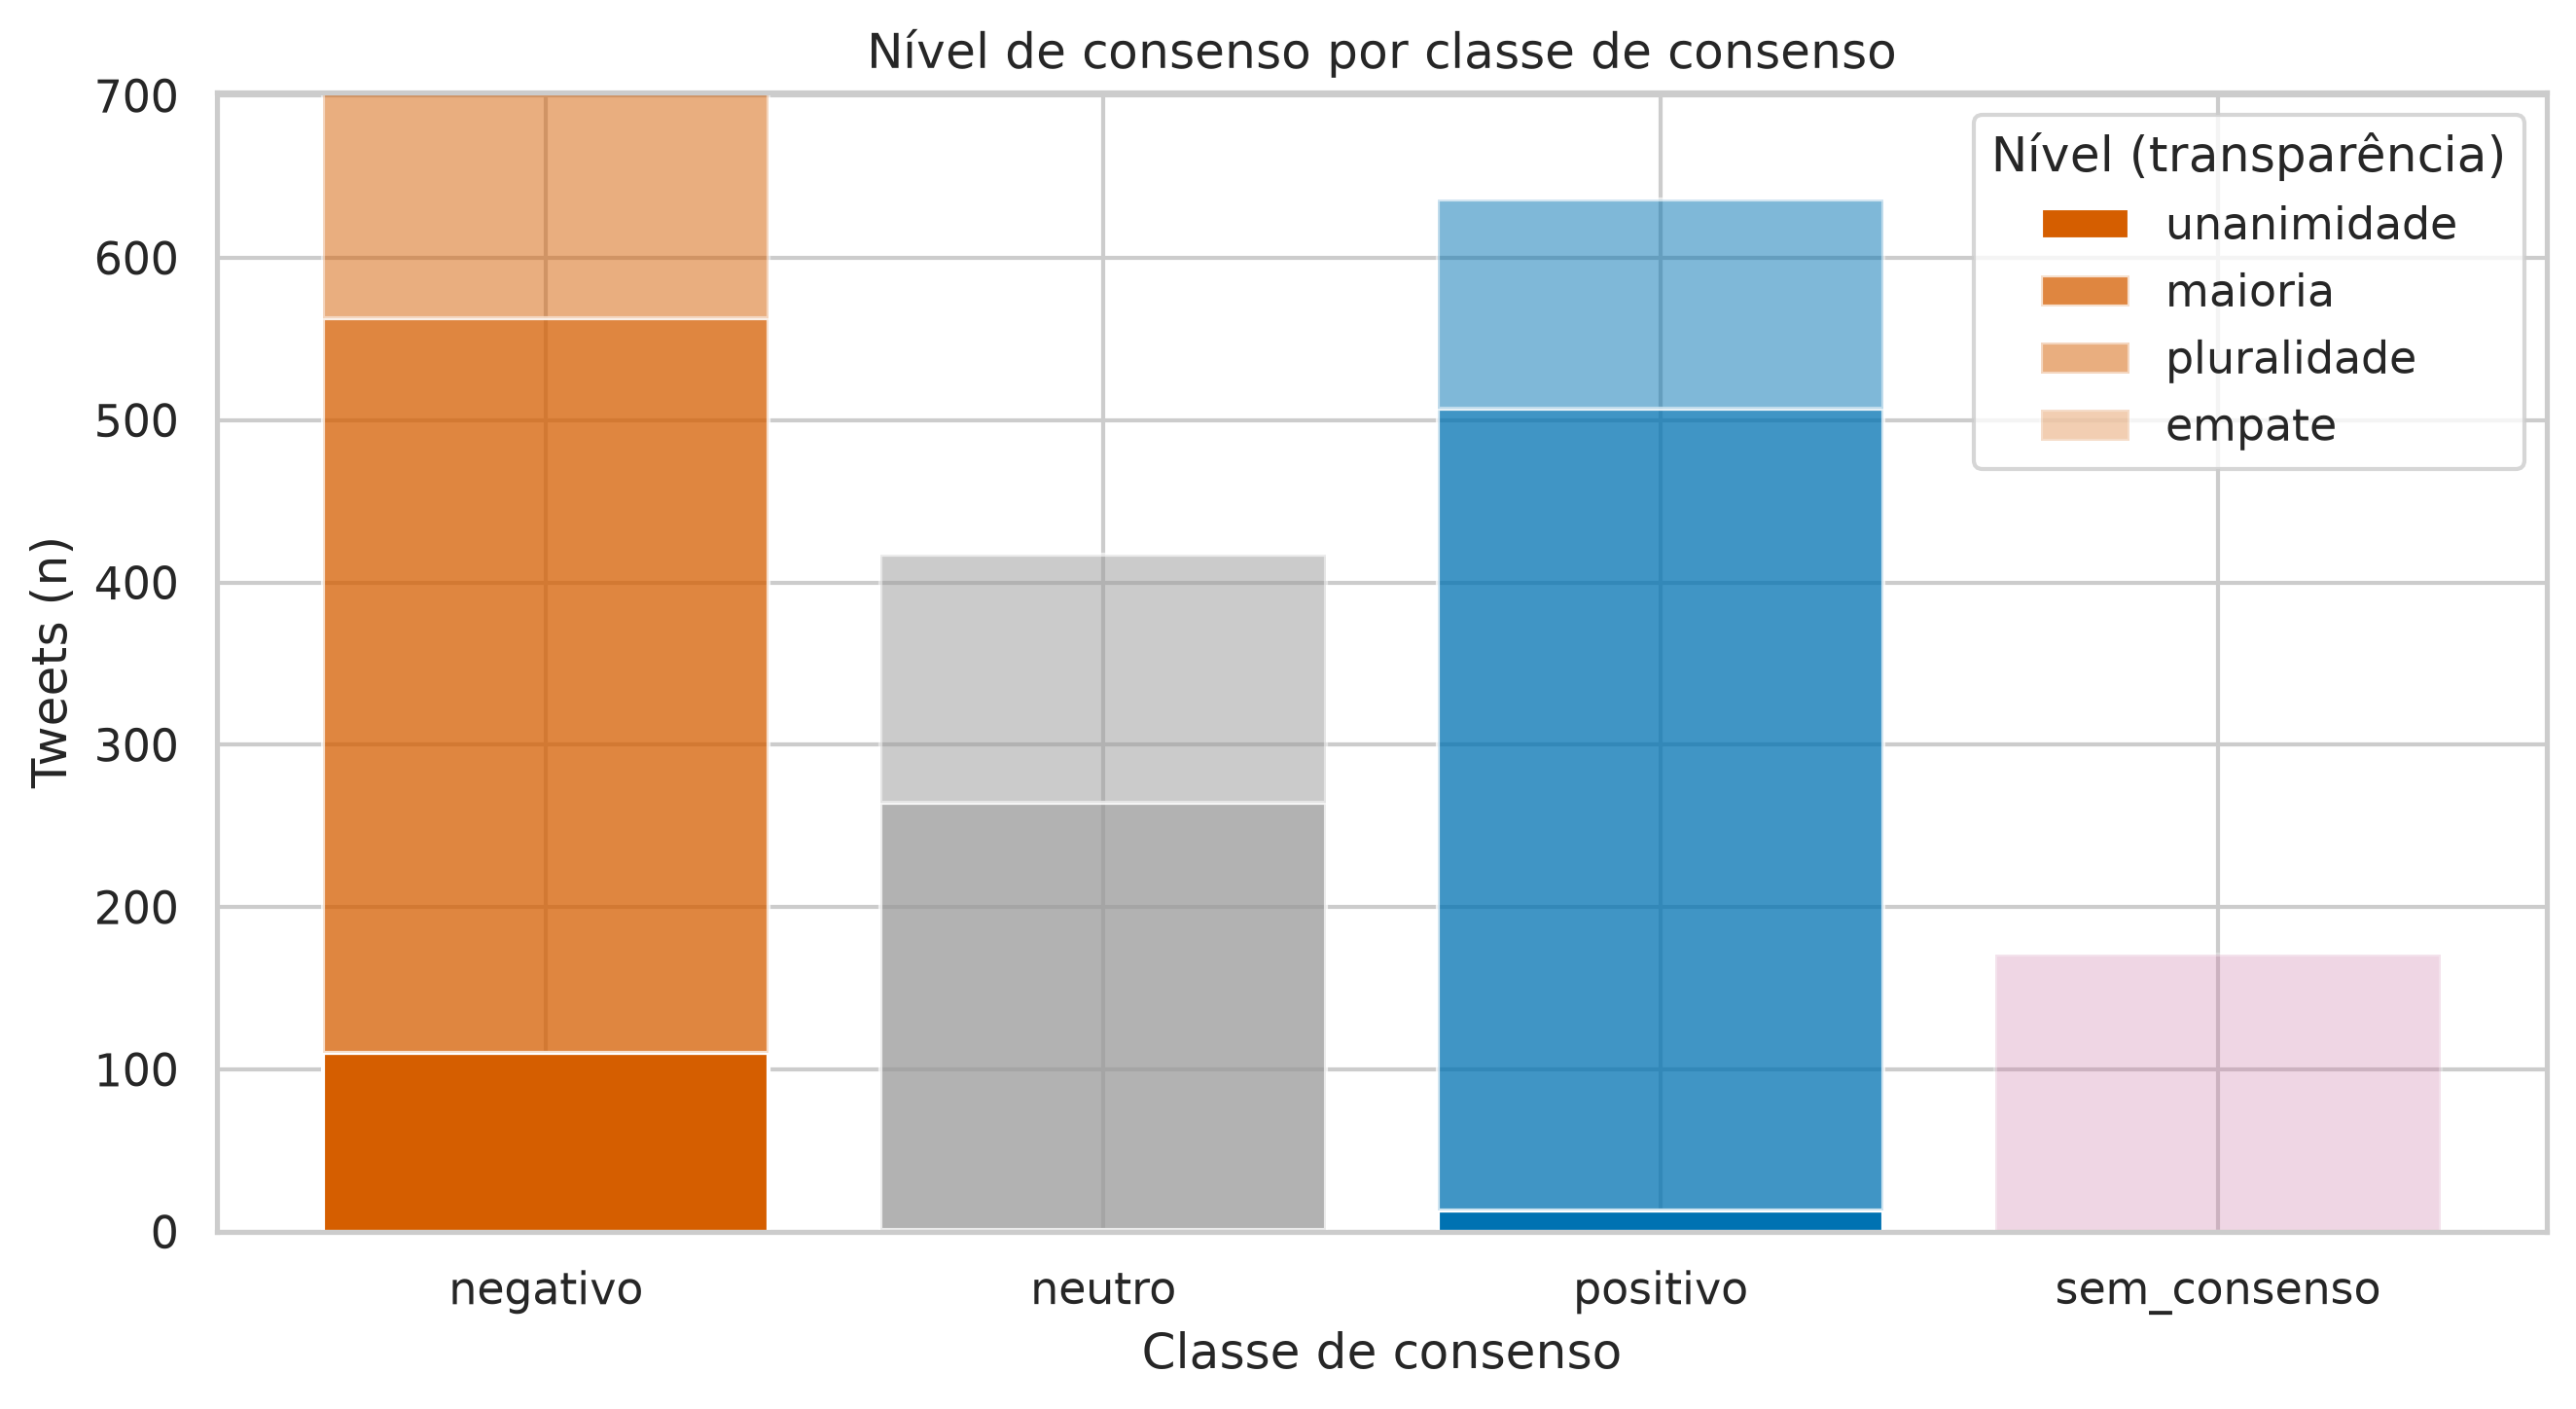 Nível de consenso por classe de consenso
Tweets (n)
700
600
500
400
300
200
100
0
Nível (transparência)
unanimidade
maioria
pluralidade
empate
negativo
neutro
positivo
sem_consenso
Classe de consenso